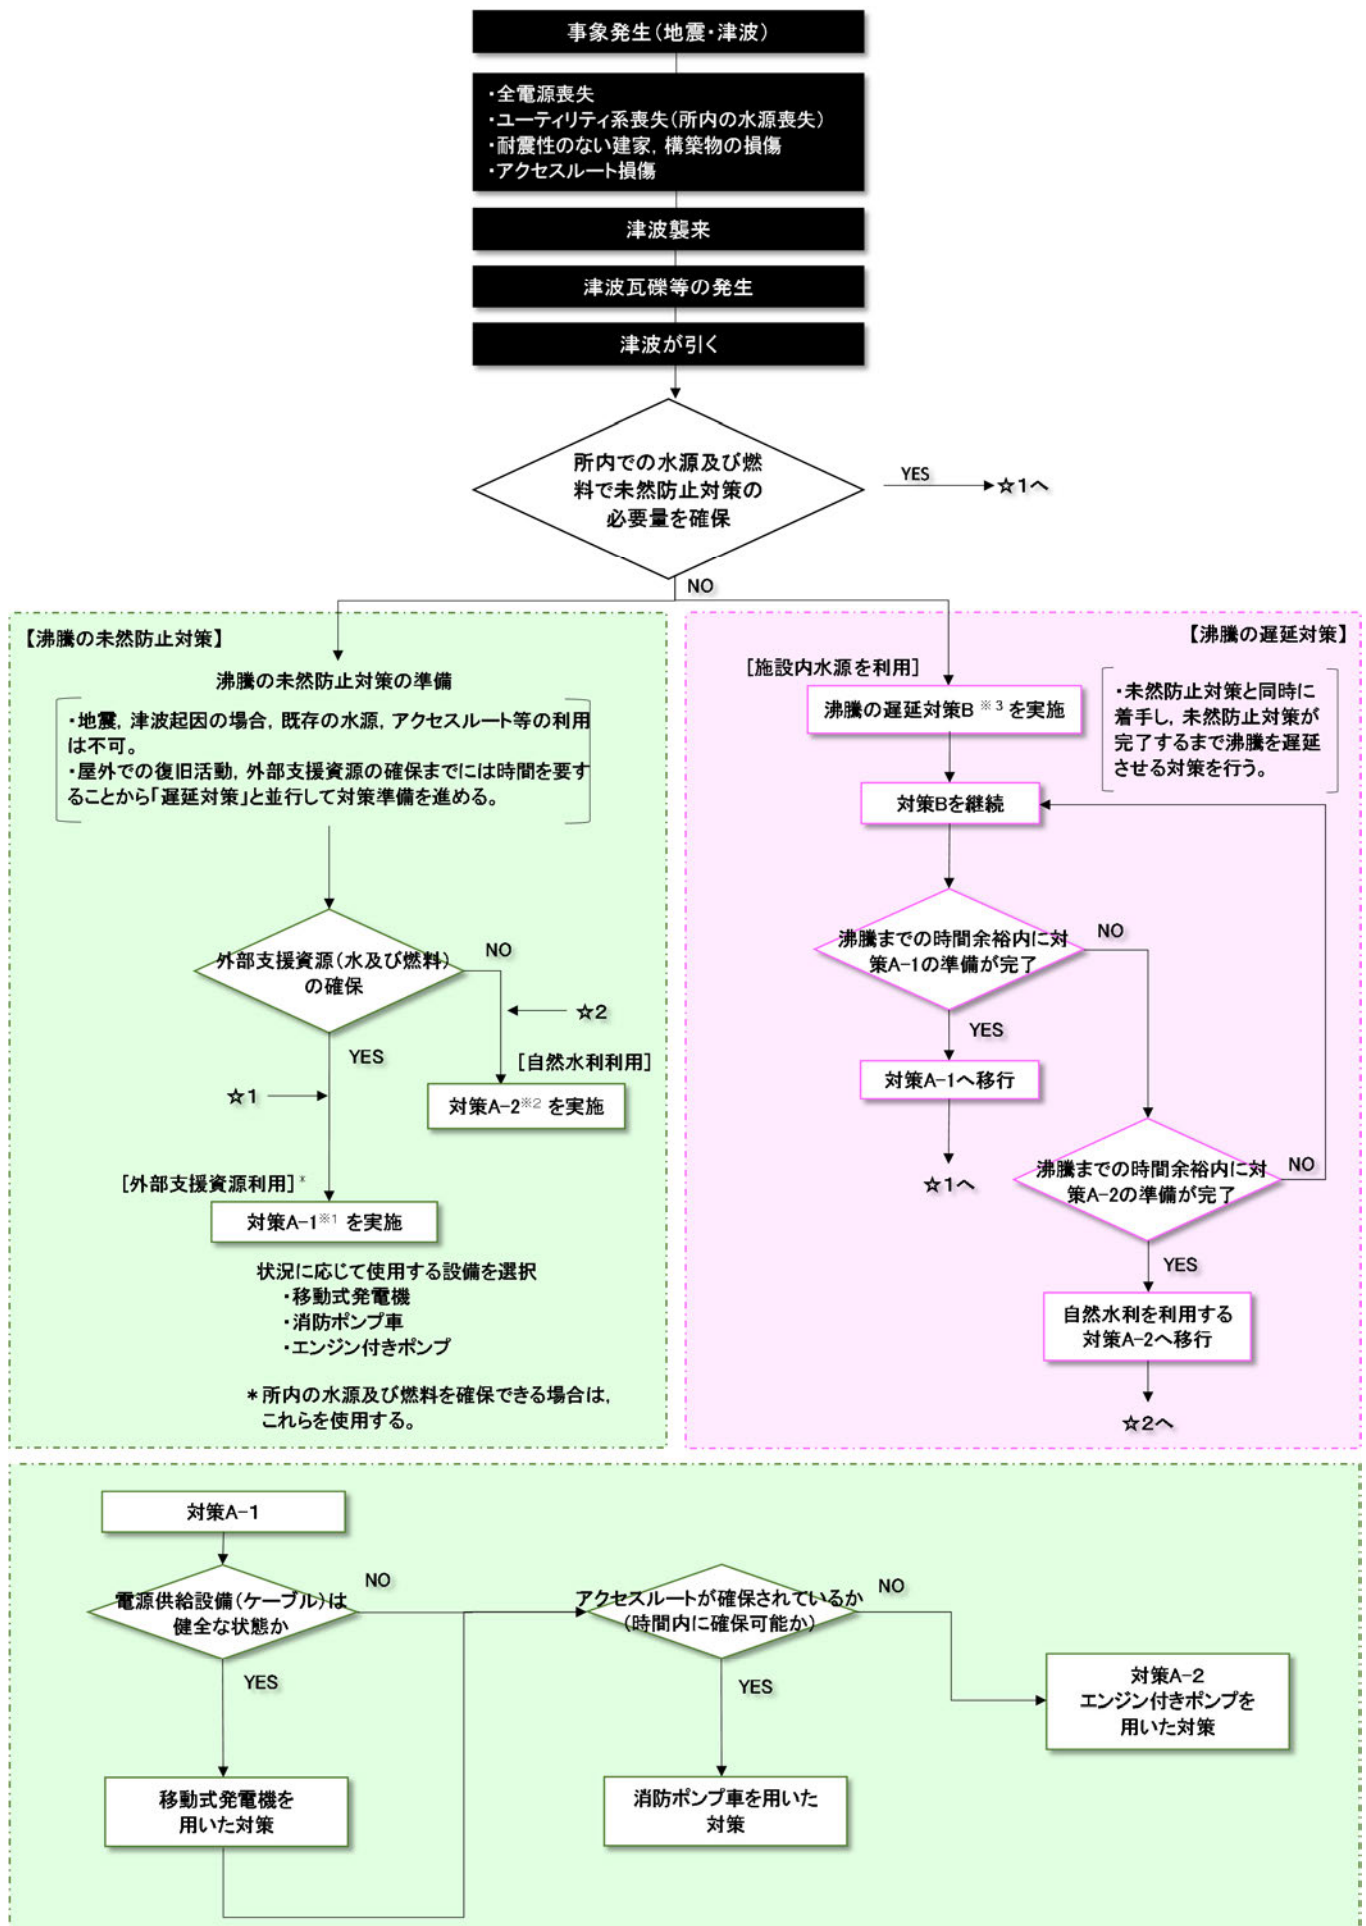 事象発生(地震・津波)
・全電源喪失
・ユーティリティ系喪失(所内の水源喪失)
・耐震性のない建家, 構築物の損傷
・アクセスルート損傷
津波襲来
津波瓦礫等の発生
津波が引く
所内での水源及び燃
料で未然防止対策の
必要量を確保
YES
☆1へ
NO
【沸騰の未然防止対策】
沸騰の未然防止対策の準備
・地震, 津波起因の場合, 既存の水源, アクセスルート等の利用
は不可。
・屋外での復旧活動, 外部支援資源の確保までには時間を要す
ることから「遅延対策」と並行して対策準備を進める。
外部支援資源(水及び燃料)
の確保
NO
☆2
YES
[自然水利利用]
☆1
対策A-2※2 を実施
[外部支援資源利用]*
対策A-1※1 を実施
状況に応じて使用する設備を選択
・移動式発電機
・消防ポンプ車
・エンジン付きポンプ
*所内の水源及び燃料を確保できる場合は,
これらを使用する。
【沸騰の遅延対策】
[施設内水源を利用]
沸騰の遅延対策B ※3 を実施
・未然防止対策と同時に
着手し, 未然防止対策が
完了するまで沸騰を遅延
させる対策を行う。
対策Bを継続
沸騰までの時間余裕内に対
策A-1の準備が完了
NO
YES
対策A-1へ移行
☆1へ
沸騰までの時間余裕内に対
策A-2の準備が完了
NO
YES
自然水利を利用する
対策A-2へ移行
☆2へ
対策A-1
電源供給設備(ケーブル)は
健全な状態か
NO
YES
アクセスルートが確保されているか
(時間内に確保可能か)
NO
YES
対策A-2
エンジン付きポンプを
用いた対策
移動式発電機を
用いた対策
消防ポンプ車を用いた
対策